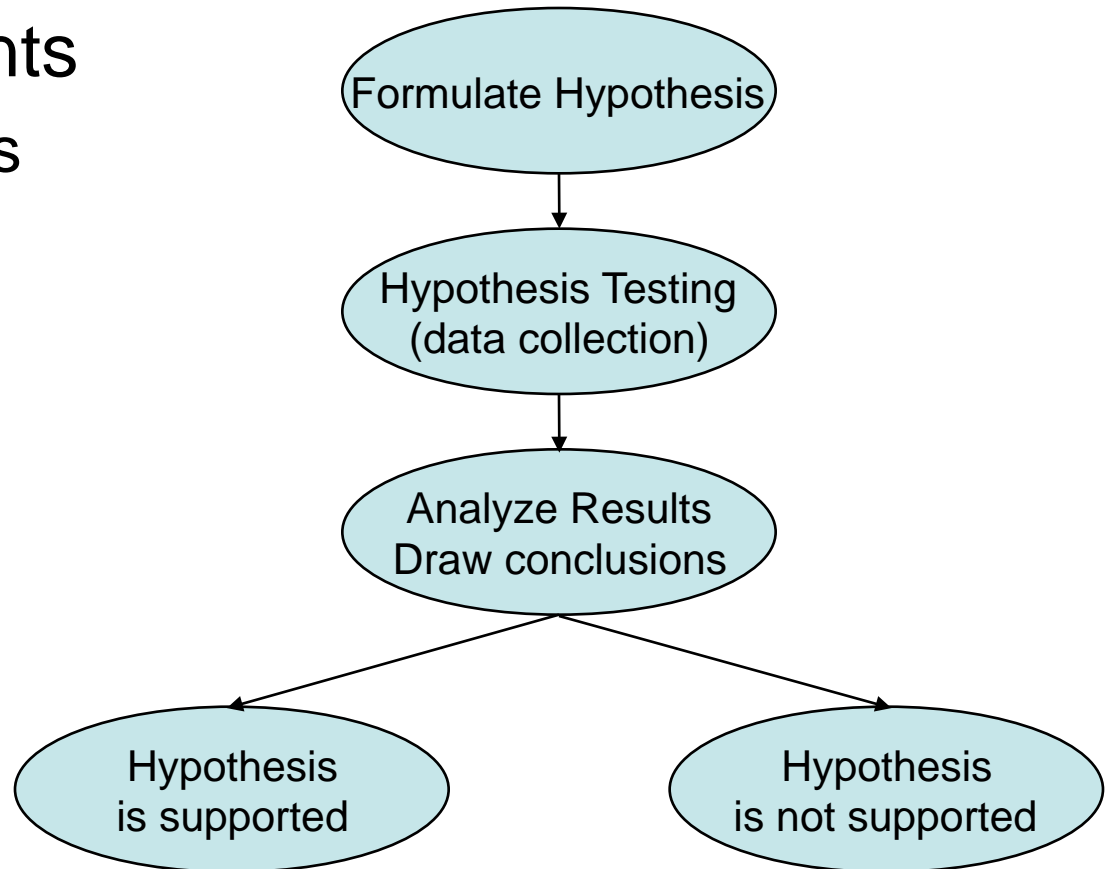 nts
s
Formulate Hypothesis
Hypothesis Testing
(data collection)
Analyze Results
Draw conclusions
Hypothesis
is supported
Hypothesis
is not supported